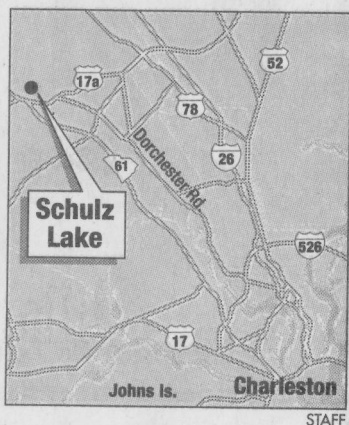 52
17a
78
Dorchester Rd.
26
61
Schulz
Lake
526
17
Johns Is.
Charleston
STAFF